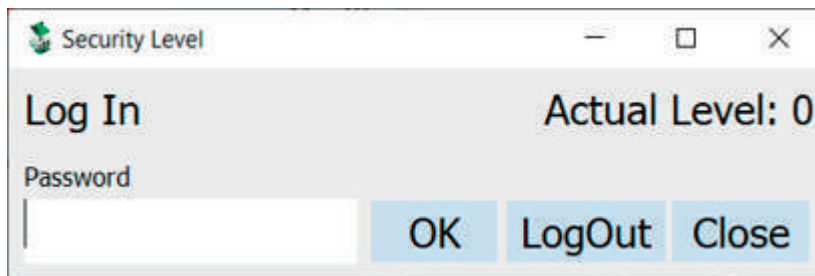 Security Level
Log In Actual Level: 0
Password
OK LogOut Close